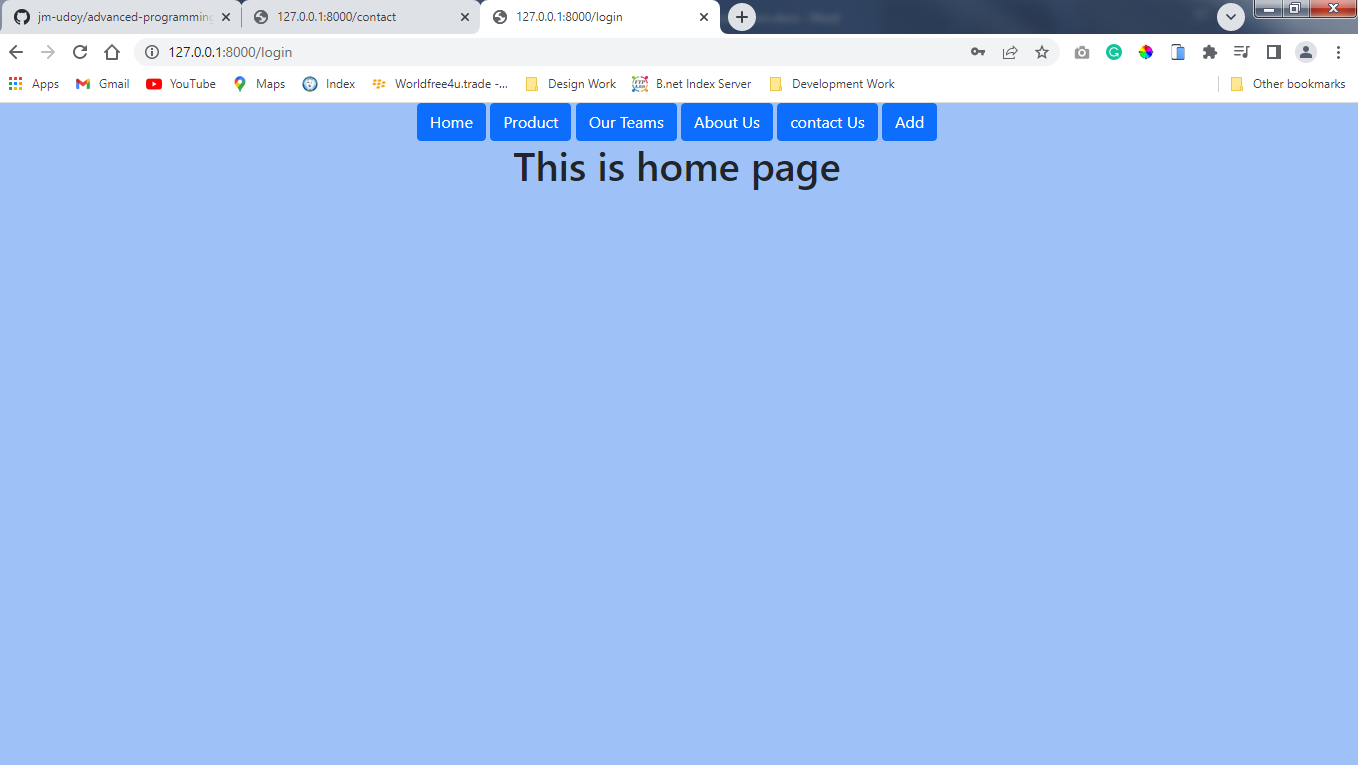 jm-udoy/advanced-programming
127.0.0.1:8000/contact
127.0.0.1:8000/login
127.0.0.1:8000/login
Apps Gmail YouTube Maps Index Worldfree4u.trade -... Design Work B.net Index Server Development Work Other bookmarks
Home Product Our Teams About Us contact Us Add
This is home page